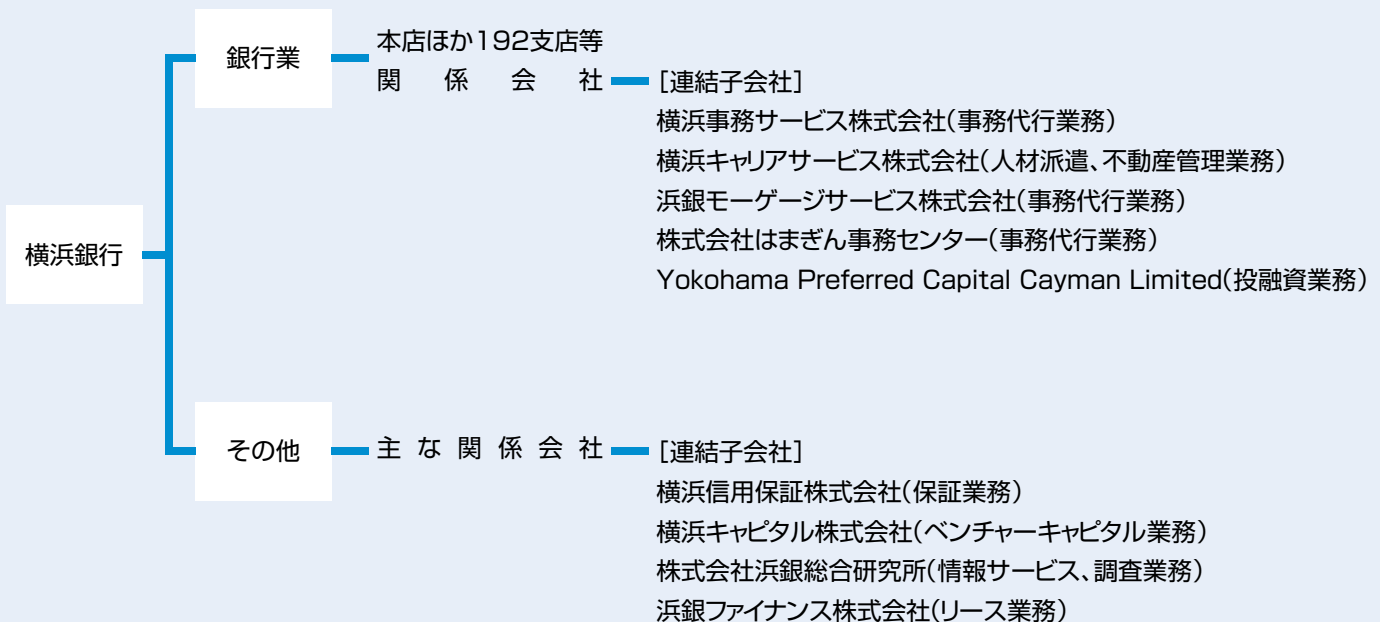 横浜銀行
銀行業
本店ほか192支店等
関係会社
[連結子会社]
横浜事務サービス株式会社(事務代行業務)
横浜キャリアサービス株式会社(人材派遣、不動産管理業務)
浜銀モーゲージサービス株式会社(事務代行業務)
株式会社はまぎん事務センター(事務代行業務)
Yokohama Preferred Capital Cayman Limited(投融資業務)
その他
主な関係会社
[連結子会社]
横浜信用保証株式会社(保証業務)
横浜キャピタル株式会社(ベンチャーキャピタル業務)
株式会社浜銀総合研究所(情報サービス、調査業務)
浜銀ファイナンス株式会社(リース業務)